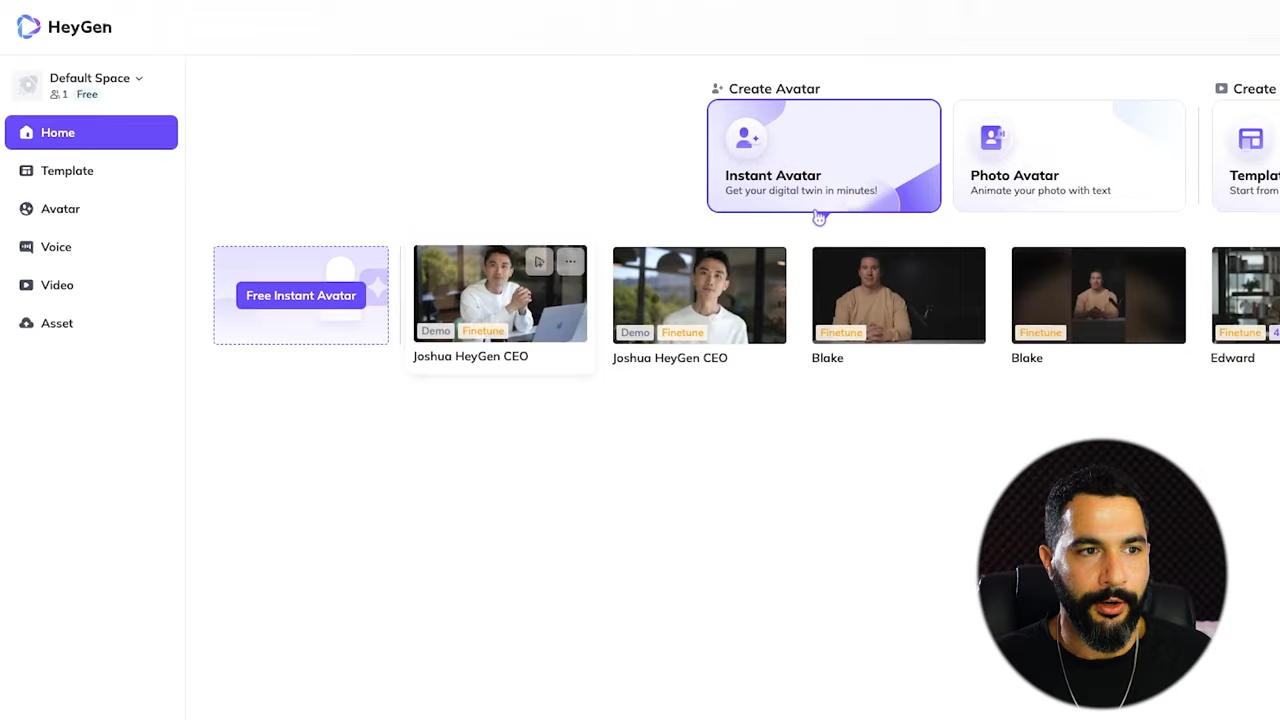 HeyGen
Default Space
1 Free
Home
Template
Avatar
Voice
Video
Asset
Create Avatar
Instant Avatar
Get your digital twin in minutes!
Photo Avatar
Animate your photo with text
Create
Templat
Start from
Free Instant Avatar
Demo Finetune
Joshua HeyGen CEO
Demo Finetune
Joshua HeyGen CEO
Finetune
Blake
Finetune
Blake
Finetune 4
Edward